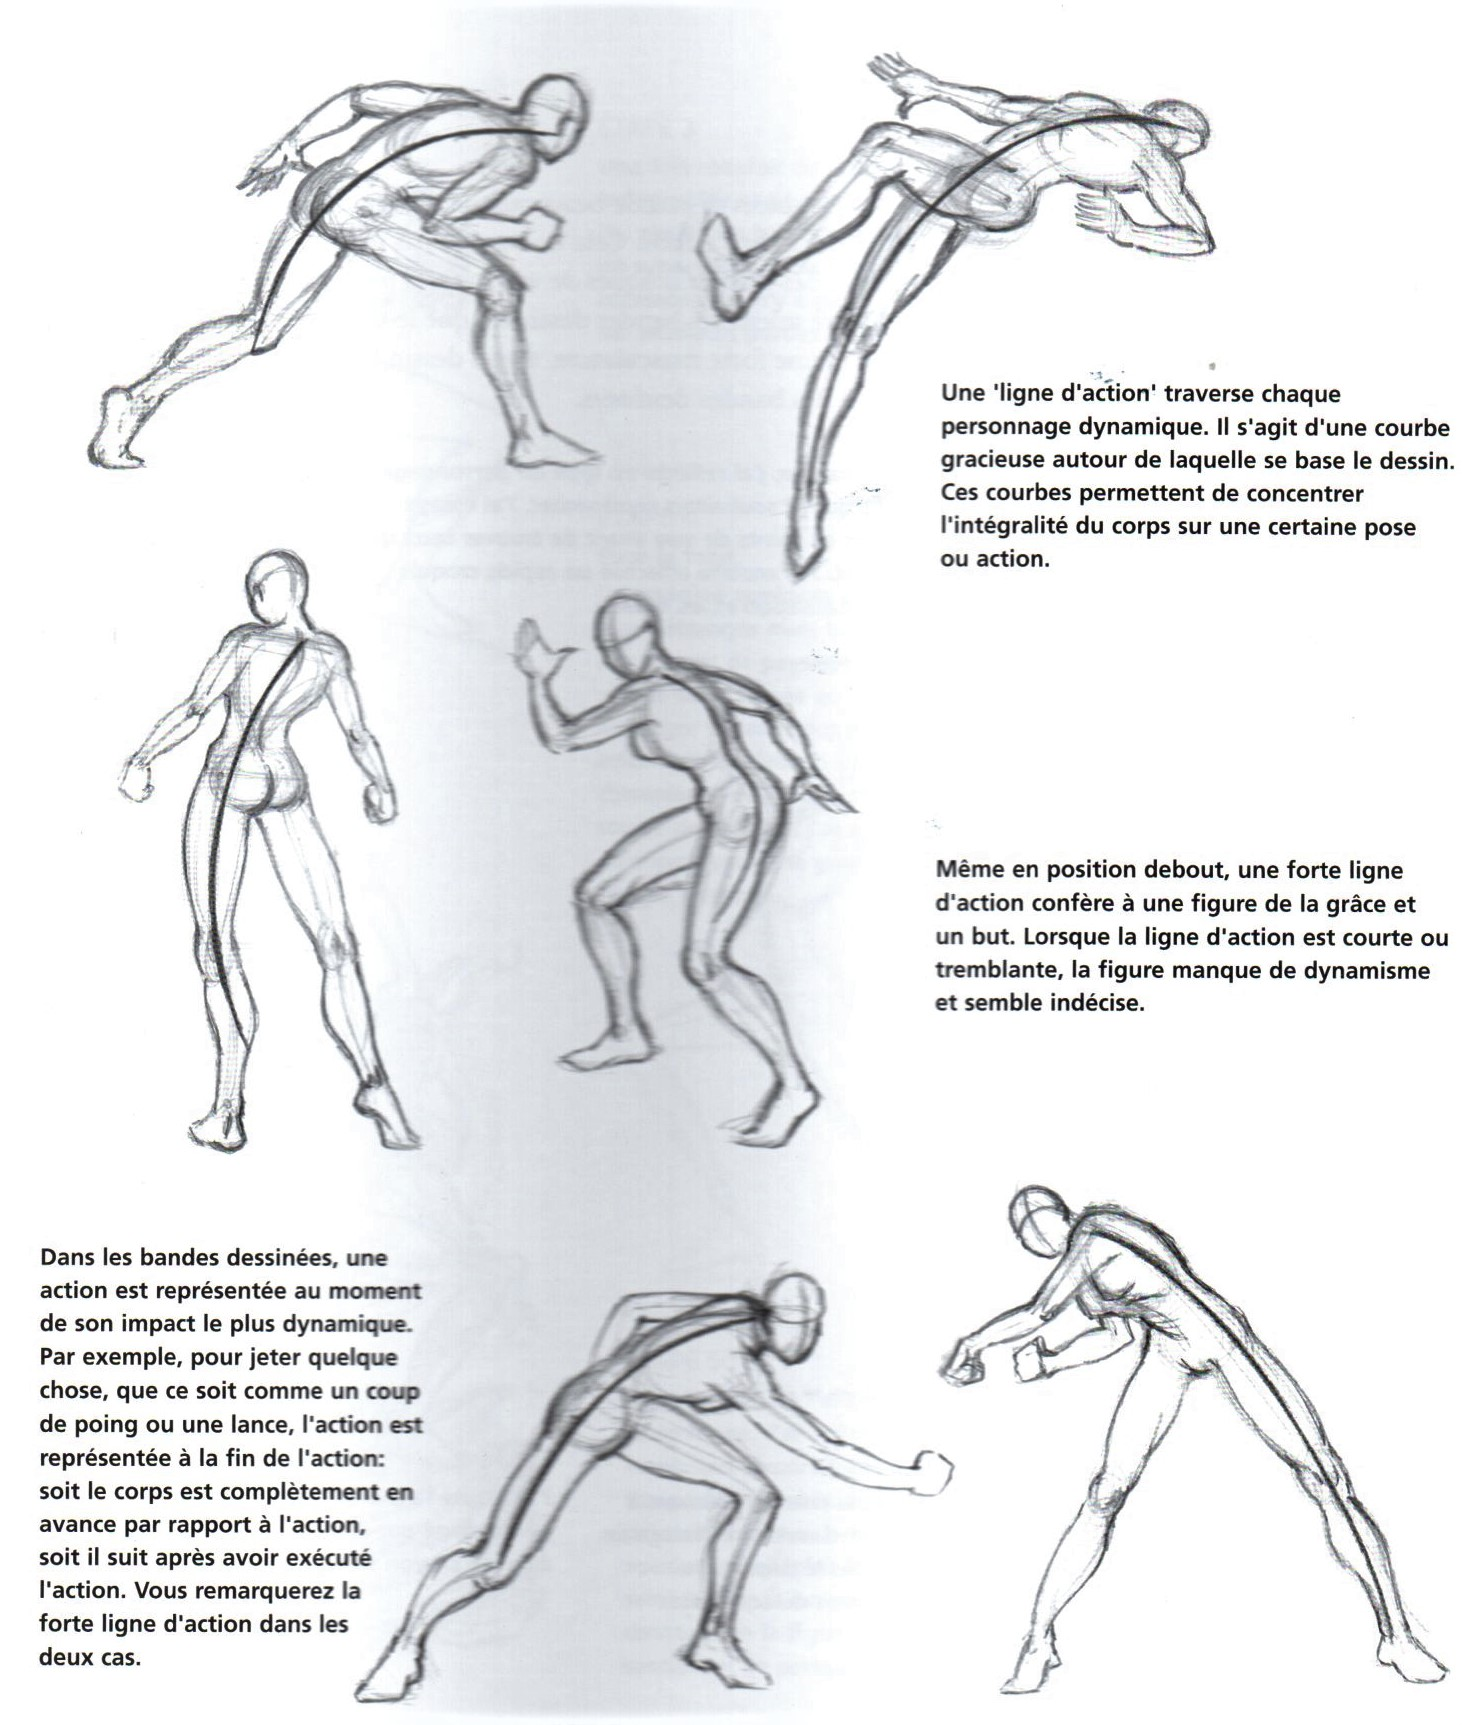 Une 'ligne d'action' traverse chaque
personnage dynamique. Il s'agit d'une courbe
gracieuse autour de laquelle se base le dessin.
Ces courbes permettent de concentrer
l'intégralité du corps sur une certaine pose
ou action.
Même en position debout, une forte ligne
d'action confère à une figure de la grâce et
un but. Lorsque la ligne d'action est courte ou
tremblante, la figure manque de dynamisme
et semble indécise.
Dans les bandes dessinées, une
action est représentée au moment
de son impact le plus dynamique.
Par exemple, pour jeter quelque
chose, que ce soit comme un coup
de poing ou une lance, l'action est
représentée à la fin de l'action:
soit le corps est complètement en
avance par rapport à l'action,
soit il suit après avoir exécuté
l'action. Vous remarquerez la
forte ligne d'action dans les
deux cas.